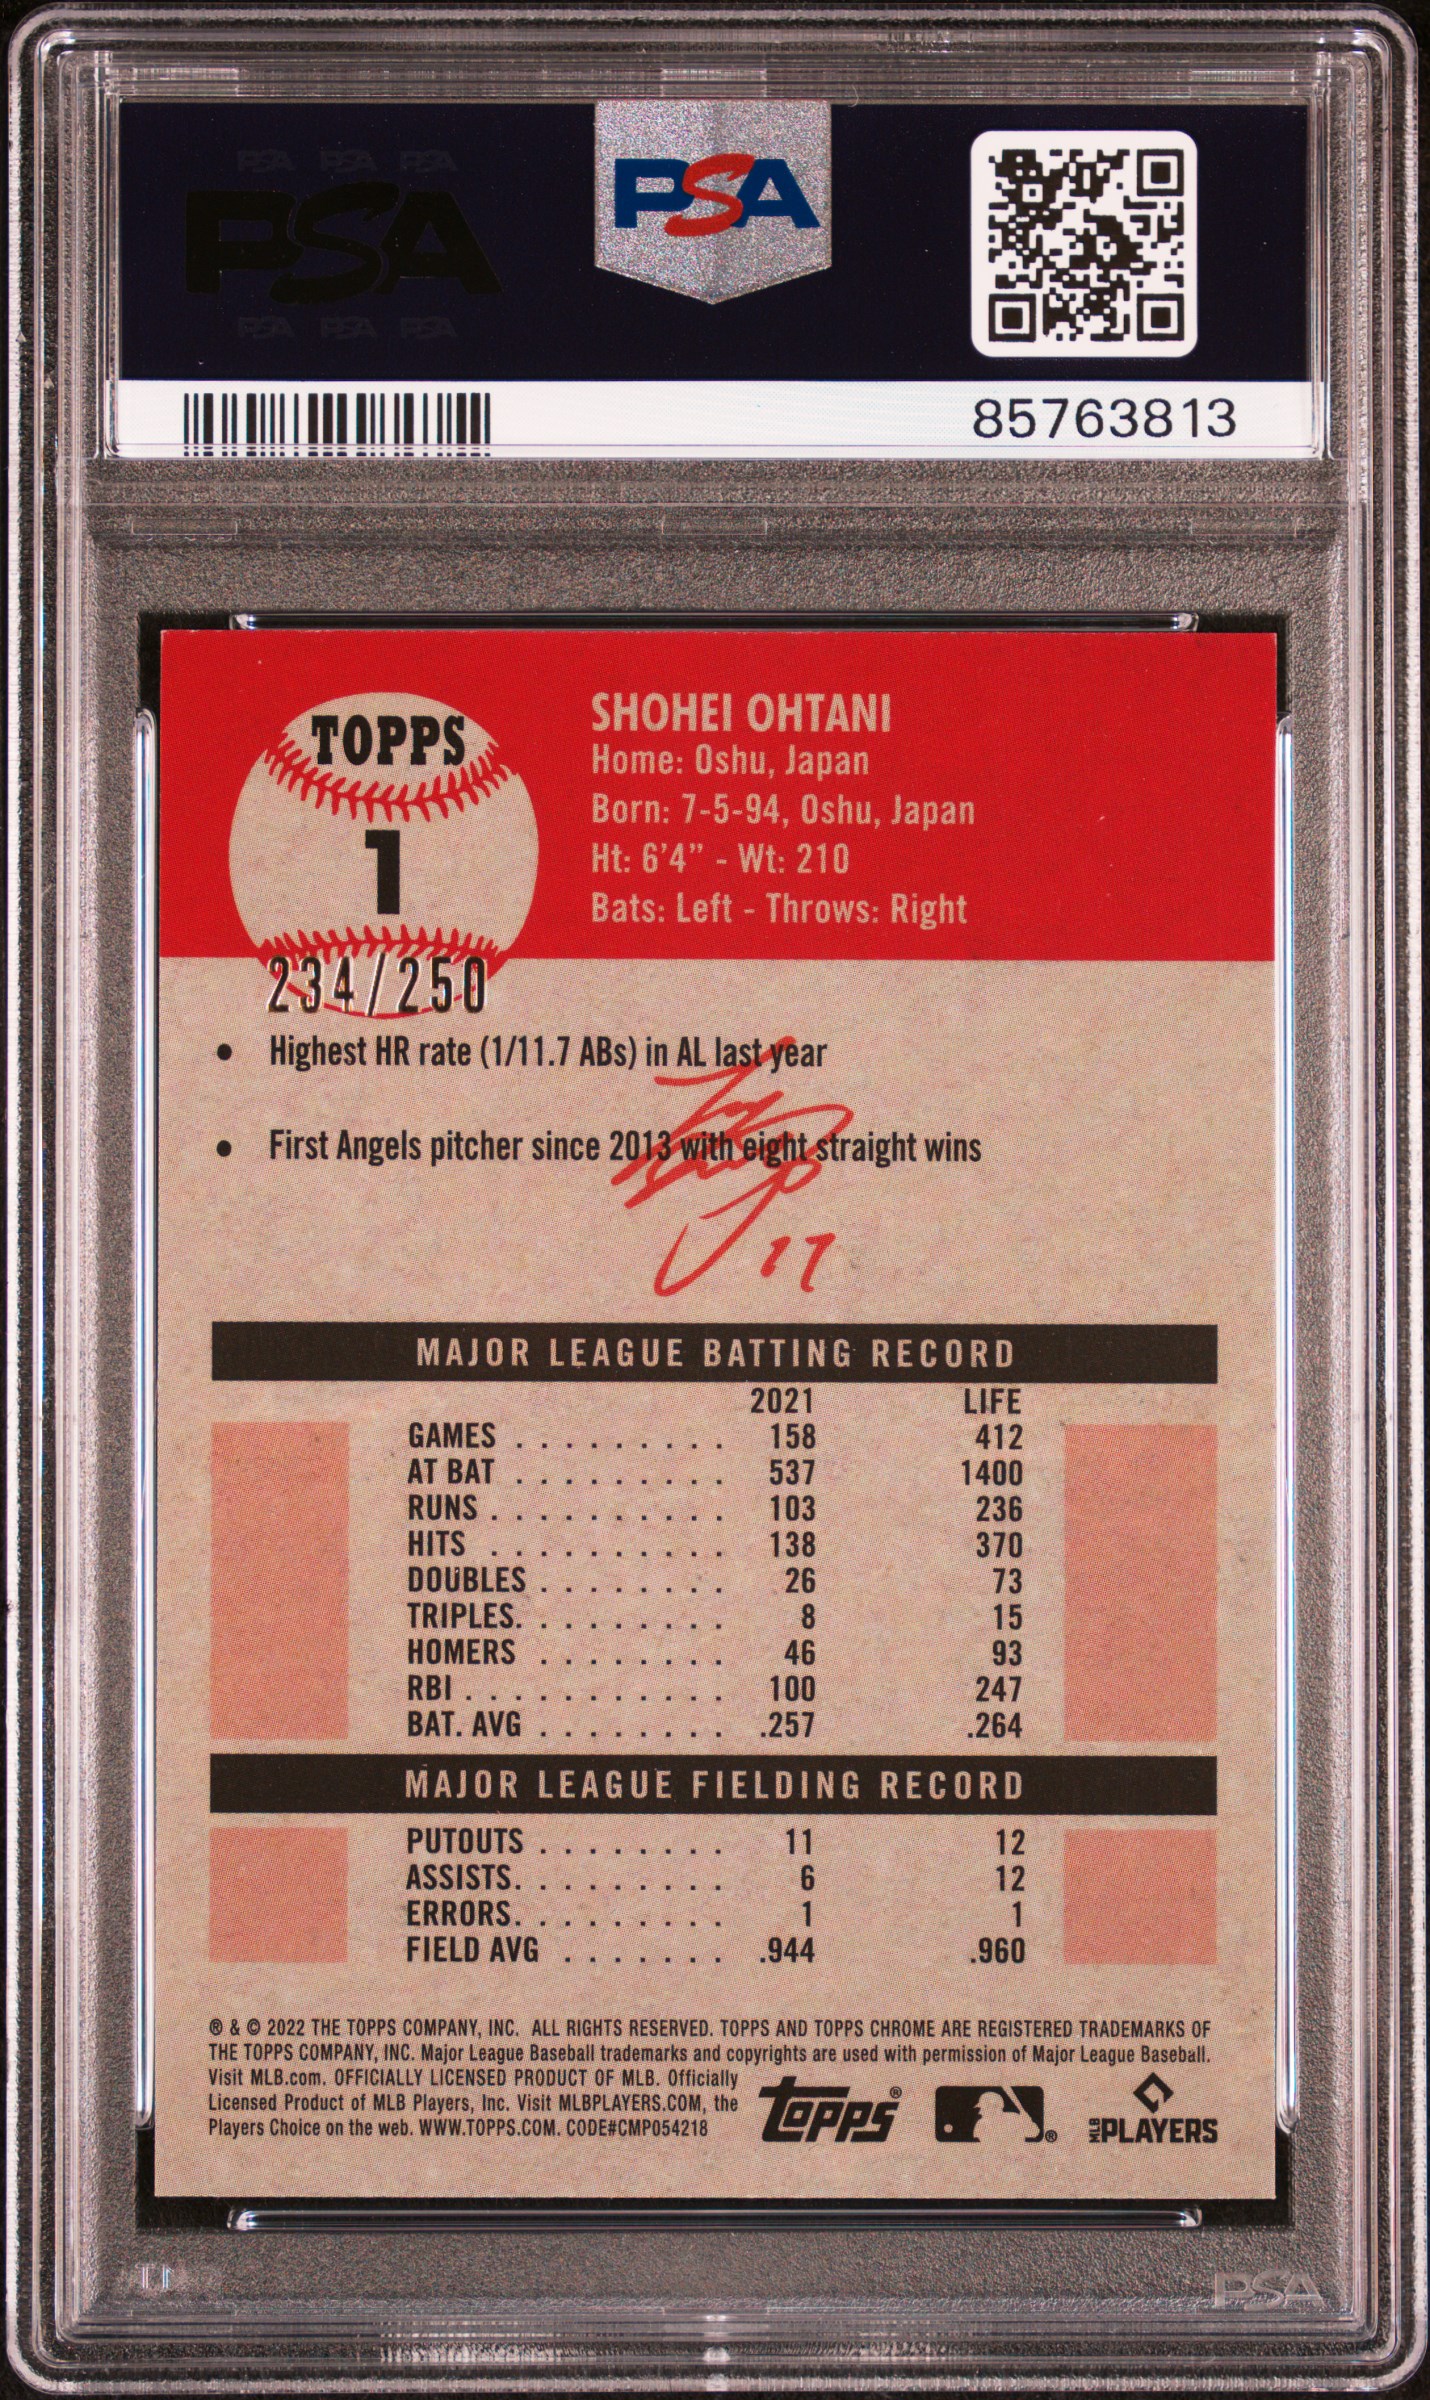 PSA PSA PSA
PSA
PSA PSA PSA
PSA
85763813
TOPPS
1
234/250
SHOHEI OHTANI
Home: Oshu, Japan
Born: 7-5-94, Oshu, Japan
Ht: 6'4" - Wt: 210
Bats: Left - Throws: Right
• Highest HR rate (1/11.7 ABs) in AL last year
• First Angels pitcher since 2013 with eight straight wins
17
MAJOR LEAGUE BATTING RECORD
2021 LIFE
GAMES . . . . . . . . . 158 412
AT BAT . . . . . . . . . 537 1400
RUNS . . . . . . . . . . 103 236
HITS . . . . . . . . . . 138 370
DOUBLES . . . . . . . . 26 73
TRIPLES. . . . . . . . . 8 15
HOMERS . . . . . . . . 46 93
RBI . . . . . . . . . . . 100 247
BAT. AVG . . . . . . . . .257 .264
MAJOR LEAGUE FIELDING RECORD
PUTOUTS . . . . . . . . 11 12
ASSISTS. . . . . . . . . 6 12
ERRORS. . . . . . . . . 1 1
FIELD AVG . . . . . . . .944 .960
® & © 2022 THE TOPPS COMPANY, INC. ALL RIGHTS RESERVED. TOPPS AND TOPPS CHROME ARE REGISTERED TRADEMARKS OF
THE TOPPS COMPANY, INC. Major League Baseball trademarks and copyrights are used with permission of Major League Baseball.
Visit MLB.com. OFFICIALLY LICENSED PRODUCT OF MLB. Officially
Licensed Product of MLB Players, Inc. Visit MLBPLAYERS.COM, the
Players Choice on the web. WWW.TOPPS.COM. CODE#CMP054218
topps®
®
MLB PLAYERS
PSA